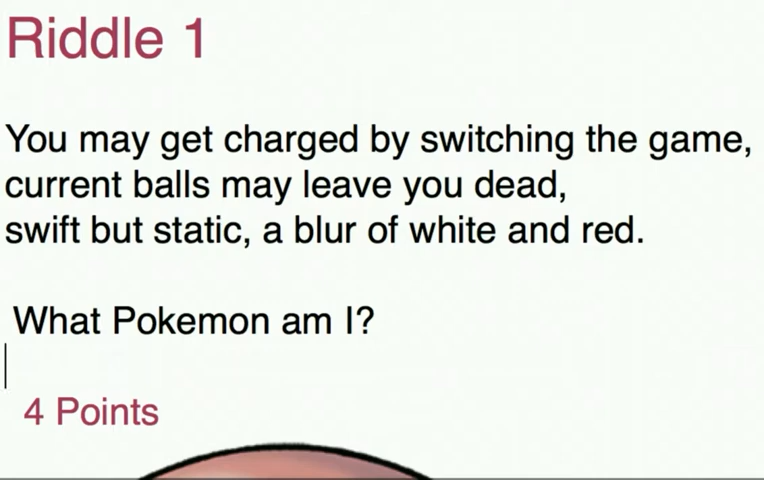 Riddle 1
You may get charged by switching the game,
current balls may leave you dead,
swift but static, a blur of white and red.
What Pokemon am I?
4 Points